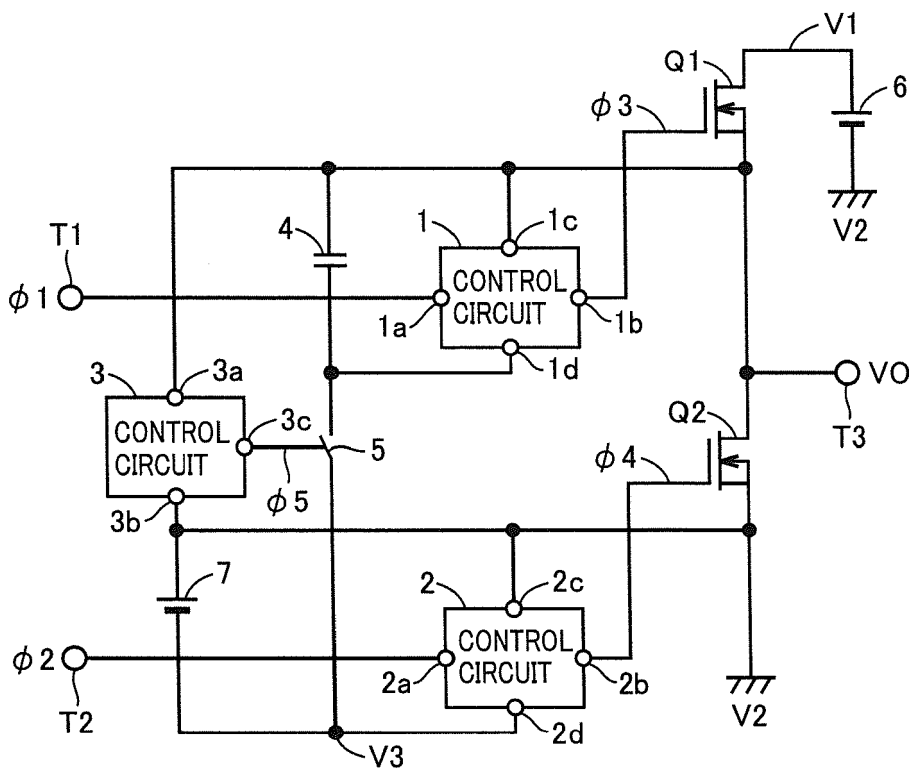 V1
Q1
6
ϕ3
V2
T1
4
1
1c
ϕ1
CONTROL
CIRCUIT
1a
1b
1d
3
3a
3c
VO
CONTROL
CIRCUIT
5
Q2
T3
ϕ5
ϕ4
3b
7
2
2c
ϕ2
CONTROL
CIRCUIT
2a
2b
T2
2d
V2
V3